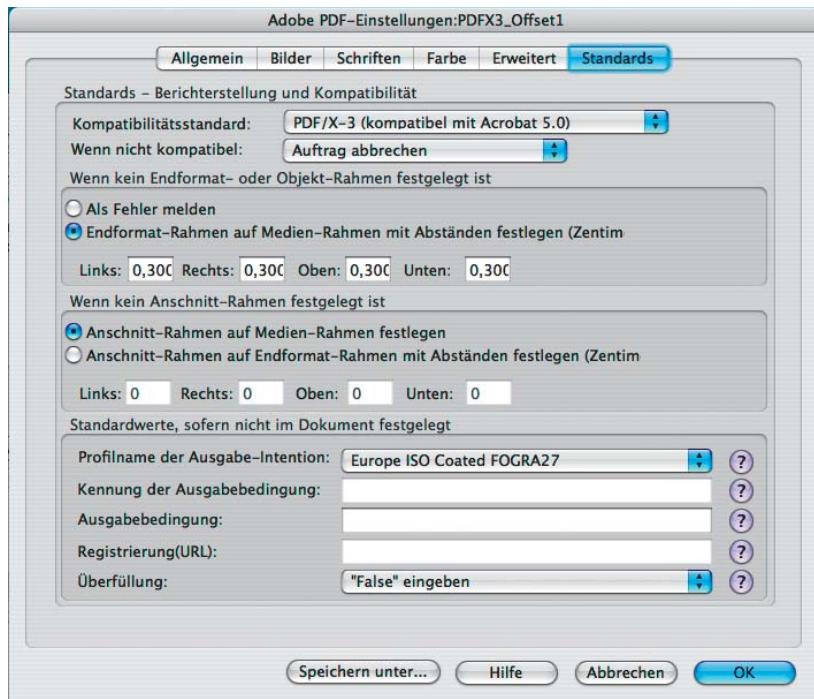 Adobe PDF-Einstellungen:PDFX3_Offset1
Allgemein Bilder Schriften Farbe Erweitert Standards
Standards – Berichterstellung und Kompatibilität
Kompatibilitätsstandard: PDF/X-3 (kompatibel mit Acrobat 5.0)
Wenn nicht kompatibel: Auftrag abbrechen
Wenn kein Endformat- oder Objekt-Rahmen festgelegt ist
Als Fehler melden
Endformat-Rahmen auf Medien-Rahmen mit Abständen festlegen (Zentim
Links: 0,300 Rechts: 0,300 Oben: 0,300 Unten: 0,300
Wenn kein Anschnitt-Rahmen festgelegt ist
Anschnitt-Rahmen auf Medien-Rahmen festlegen
Anschnitt-Rahmen auf Endformat-Rahmen mit Abständen festlegen (Zentim
Links: 0 Rechts: 0 Oben: 0 Unten: 0
Standardwerte, sofern nicht im Dokument festgelegt
Profilname der Ausgabe-Intention: Europe ISO Coated FOGRA27 ?
Kennung der Ausgabebedingung: ?
Ausgabebedingung: ?
Registrierung(URL): ?
Überfüllung: "False" eingeben ?
Speichern unter... Hilfe Abbrechen OK